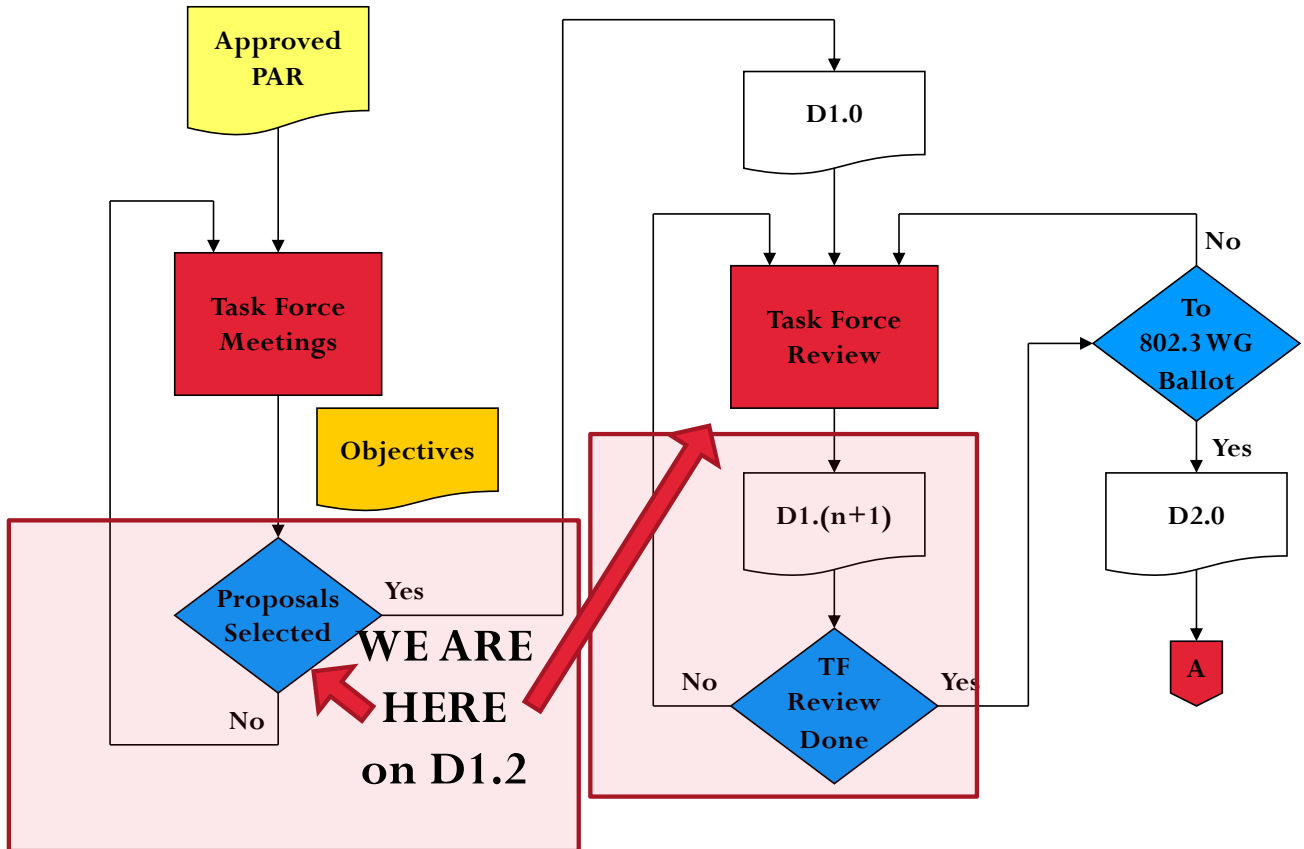 Approved
PAR
D1.0
No
Task Force
Meetings
Task Force
Review
To
802.3 WG
Ballot
Objectives
Yes
D1.(n+1)
D2.0
Proposals
Selected
Yes
WE ARE
HERE
on D1.2
No
TF
Review
Done
No
Yes
A